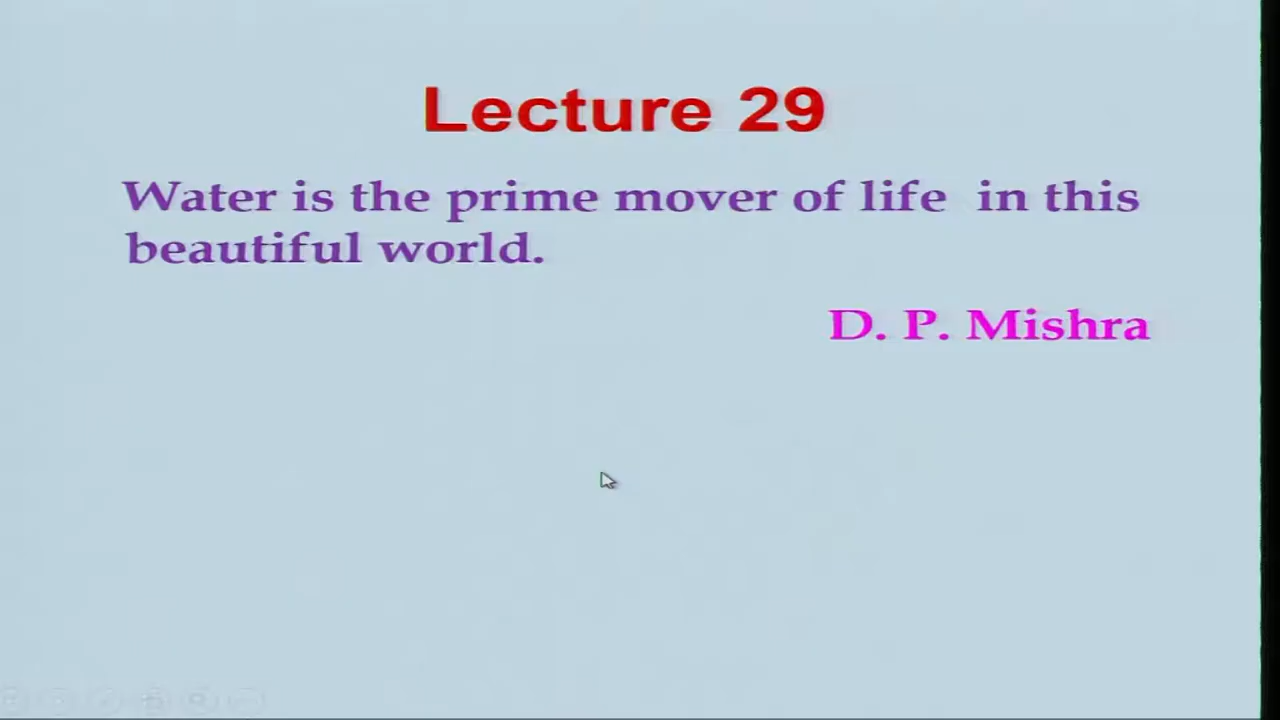 Lecture 29
Water is the prime mover of life in this
beautiful world.
D. P. Mishra